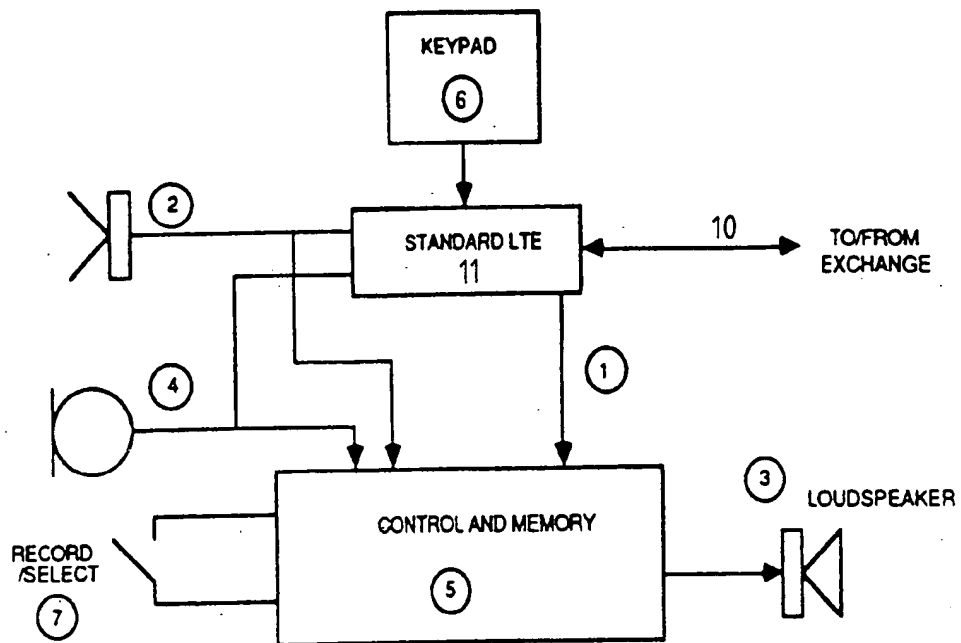 KEYPAD
6
2
STANDARD LTE
11
10
TO/FROM
EXCHANGE
1
4
3
LOUDSPEAKER
CONTROL AND MEMORY
RECORD
/SELECT
5
7